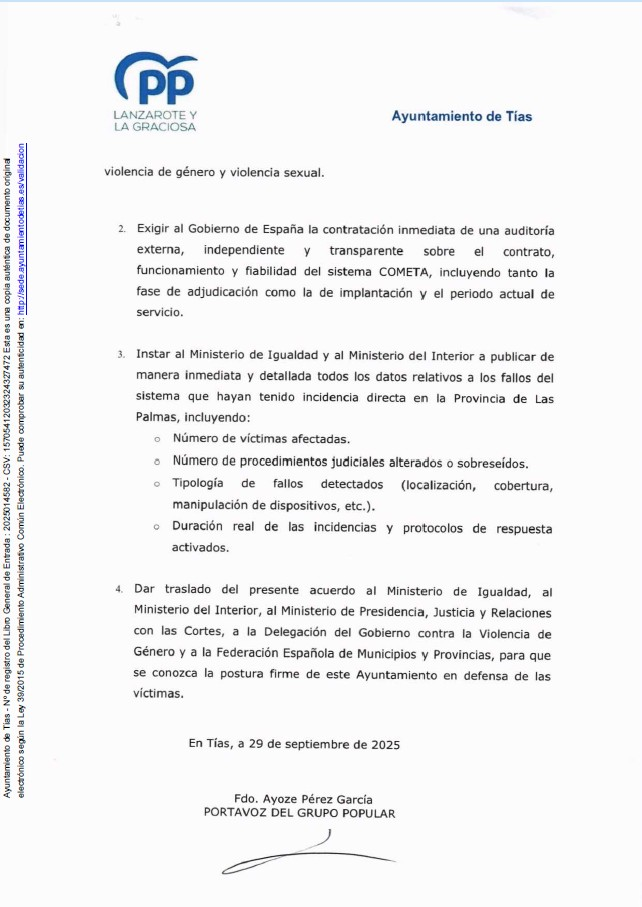 PP
LANZAROTE Y
LA GRACIOSA
Ayuntamiento de Tías
violencia de género y violencia sexual.
2. Exigir al Gobierno de España la contratación inmediata de una auditoría
externa, independiente y transparente sobre el contrato,
funcionamiento y fiabilidad del sistema COMETA, incluyendo tanto la
fase de adjudicación como la de implantación y el periodo actual de
servicio.
3. Instar al Ministerio de Igualdad y al Ministerio del Interior a publicar de
manera inmediata y detallada todos los datos relativos a los fallos del
sistema que hayan tenido incidencia directa en la Provincia de Las
Palmas, incluyendo:
o Número de víctimas afectadas.
o Número de procedimientos judiciales alterados o sobreseídos.
o Tipología de fallos detectados (localización, cobertura,
manipulación de dispositivos, etc.).
o Duración real de las incidencias y protocolos de respuesta
activados.
4. Dar traslado del presente acuerdo al Ministerio de Igualdad, al
Ministerio del Interior, al Ministerio de Presidencia, Justicia y Relaciones
con las Cortes, a la Delegación del Gobierno contra la Violencia de
Género y a la Federación Española de Municipios y Provincias, para que
se conozca la postura firme de este Ayuntamiento en defensa de las
víctimas.
En Tías, a 29 de septiembre de 2025
Fdo. Ayoze Pérez García
PORTAVOZ DEL GRUPO POPULAR
Ayuntamiento de Tías - Nº de registro del Libro General de Entrada : 2025014582 - CSV: 15705412032324327472 Esta es una copia auténtica de documento original
electrónico según la Ley 39/2015 de Procedimiento Administrativo Común Electrónico. Puede comprobar su autenticidad en: http://sede.ayuntamientodetias.es/validacion